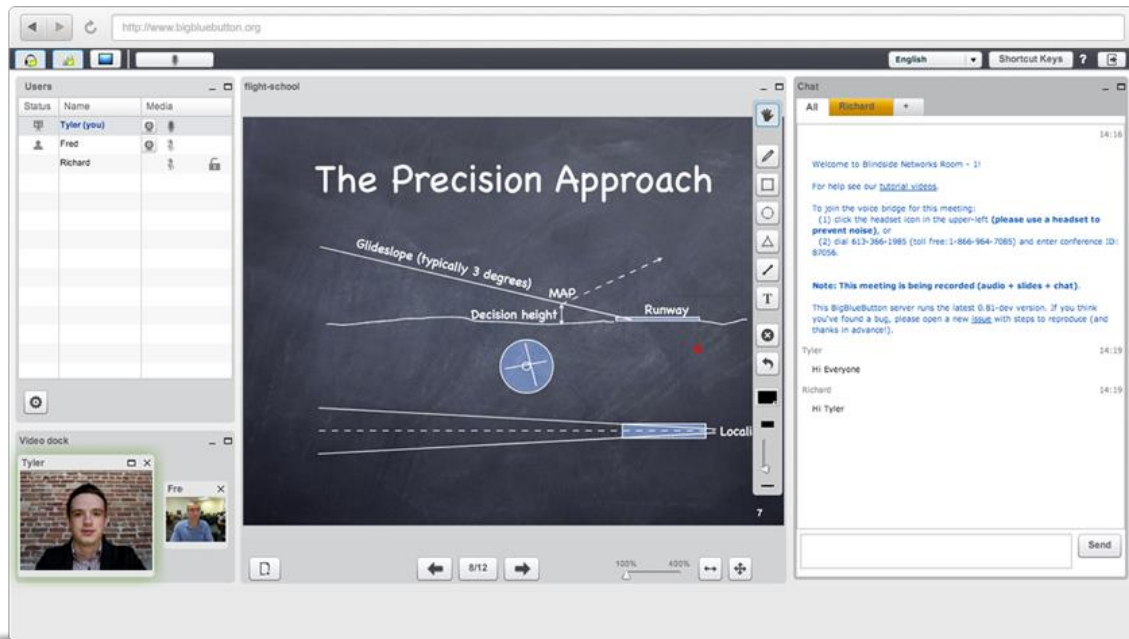 http://www.bigbluebutton.org
English
Shortcut Keys
?
Users
Status Name Media
Tyler (you)
Fred
Richard
Video dock
Tyler
Fre
flight-school
The Precision Approach
Glideslope (typically 3 degrees)
MAP
Decision height
Runway
Locali
7
8/12
100% 400%
T
Chat
All Richard +
14:16
Welcome to Blindside Networks Room - 1!
For help see our tutorial videos.
To join the voice bridge for this meeting:
(1) click the headset icon in the upper-left (please use a headset to
prevent noise), or
(2) dial 613-366-1985 (toll free:1-866-964-7085) and enter conference ID:
87056.
Note: This meeting is being recorded (audio + slides + chat).
This BigBlueButton server runs the latest 0.81-dev version. If you think
you've found a bug, please open a new issue with steps to reproduce (and
thanks in advance!).
Tyler 14:19
Hi Everyone
Richard 14:19
Hi Tyler
Send